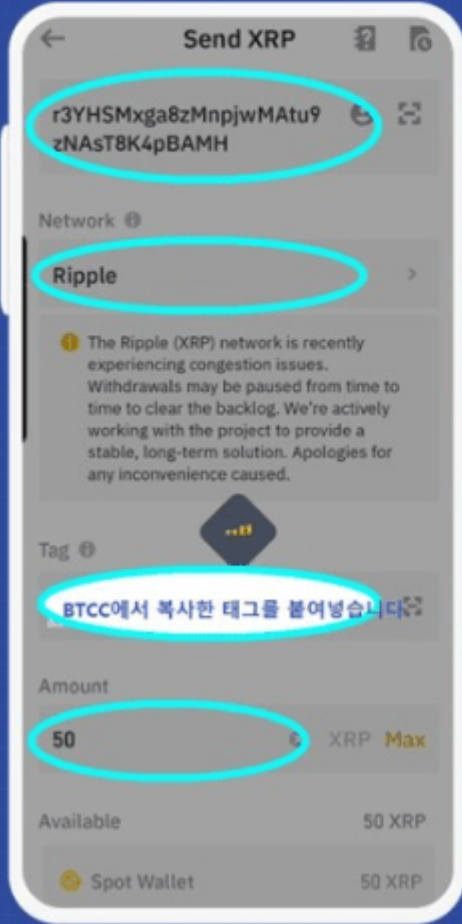 Send XRP
r3YHSMxga8zMnpjwMAtu9
zNAsT8K4pBAMH
Network
Ripple
The Ripple (XRP) network is recently
experiencing congestion issues.
Withdrawals may be paused from time to
time to clear the backlog. We're actively
working with the project to provide a
stable, long-term solution. Apologies for
any inconvenience caused.
Tag
BTCC에서 복사한 태그를 붙여넣습니다
Amount
50 XRP Max
Available 50 XRP
Spot Wallet 50 XRP